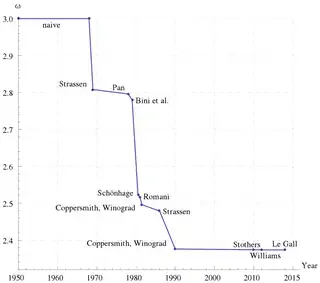 ω
3.0
naive
2.9
Strassen
Pan
2.8
Bini et al.
2.7
2.6
Schönhage
Romani
Coppersmith, Winograd
2.5
Strassen
Coppersmith, Winograd
Stothers
Le Gall
2.4
Williams
Year
1950
1960
1970
1980
1990
2000
2010
2015